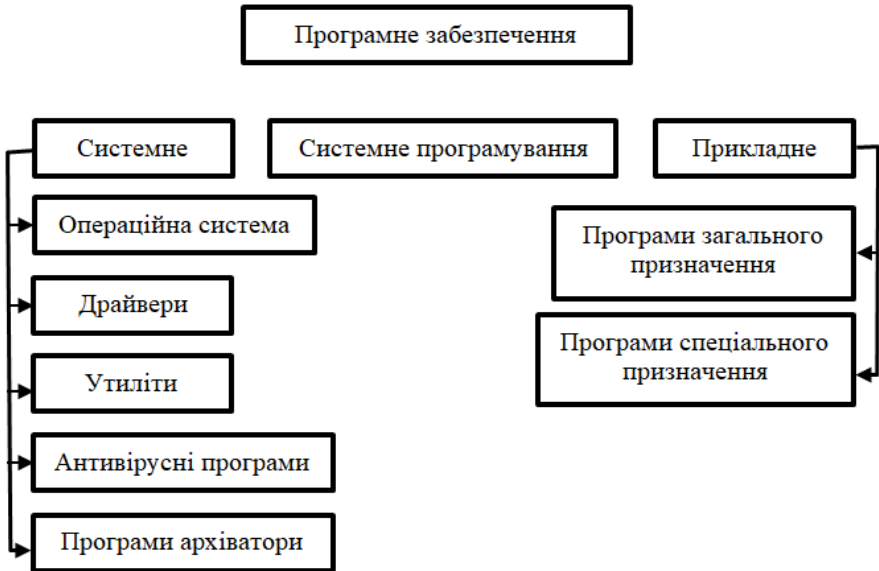 Програмне забезпечення
Системне
Системне програмування
Прикладне
Операційна система
Драйвери
Утиліти
Антивірусні програми
Програми архіватори
Програми загального
призначення
Програми спеціального
призначення